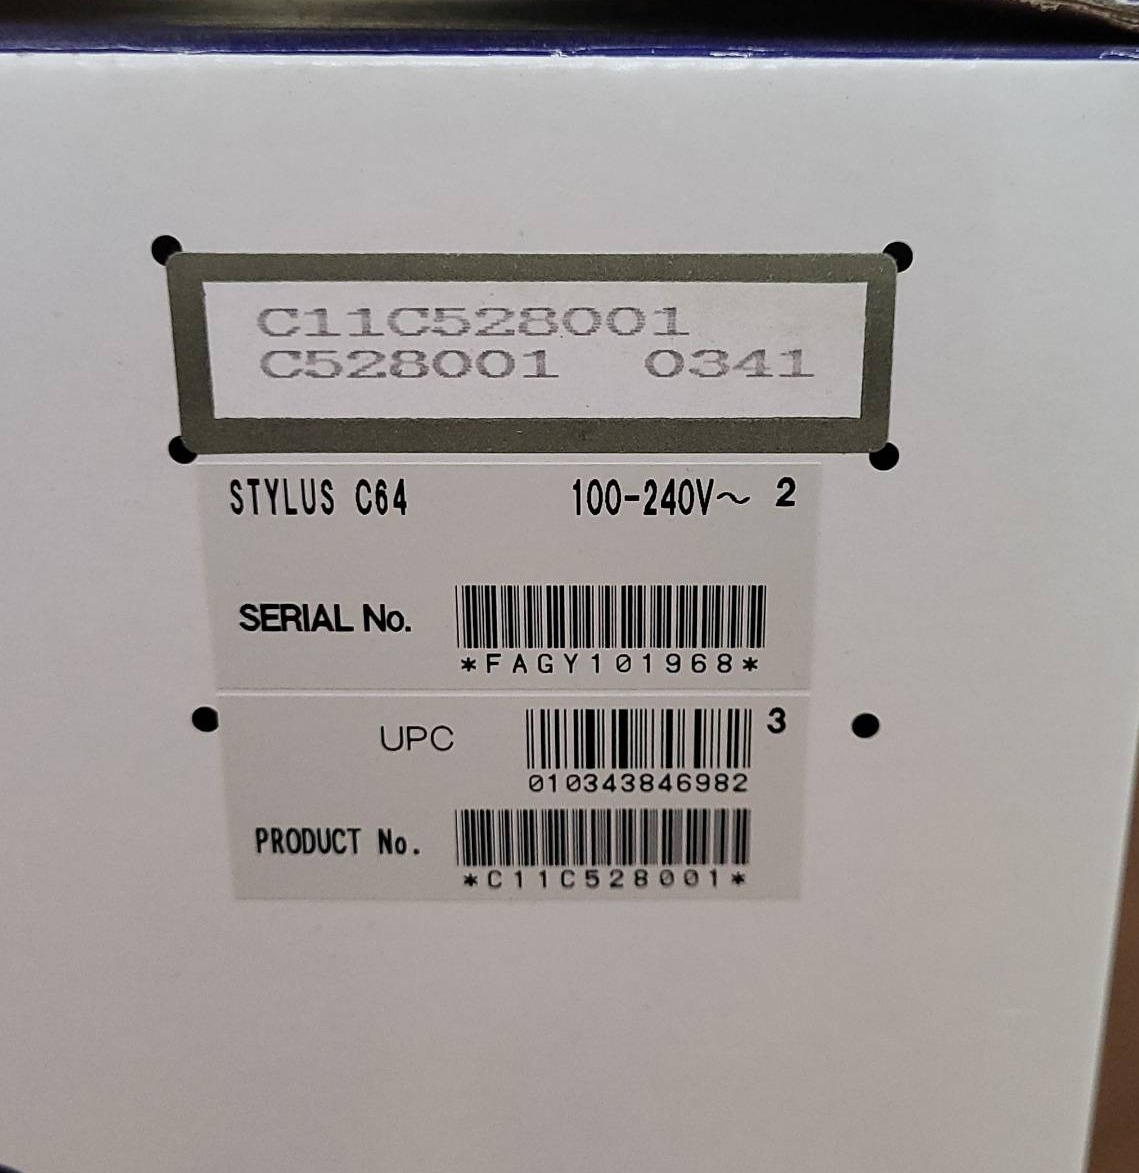 C11C528001
C528001 0341
STYLUS C64 100-240V～ 2
SERIAL No.
*FAGY101968*
UPC 3
010343846982
PRODUCT No.
*C11C528001*